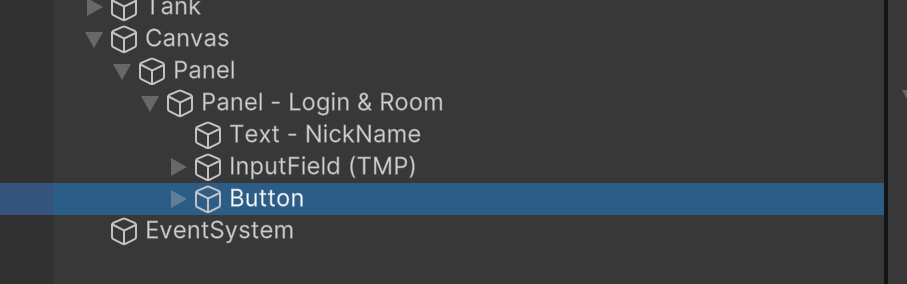 Tank
Canvas
Panel
Panel - Login & Room
Text - NickName
InputField (TMP)
Button
EventSystem